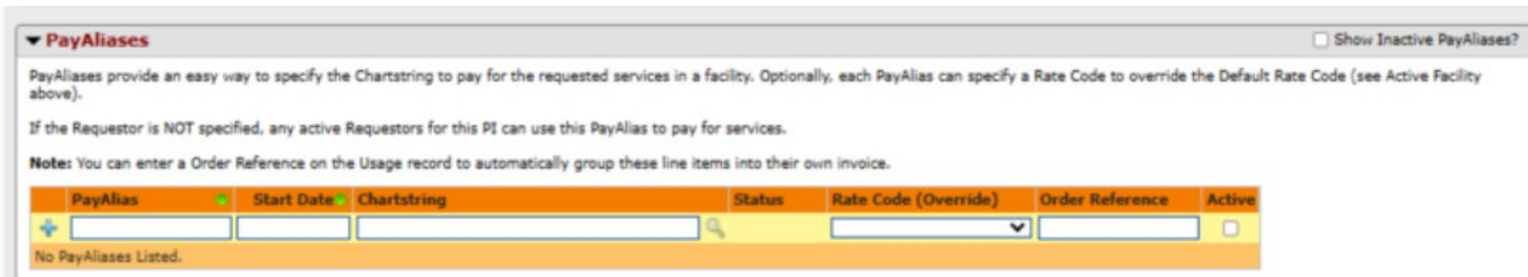 PayAliases
Show Inactive PayAliases?
PayAliases provide an easy way to specify the Chartstring to pay for the requested services in a facility. Optionally, each PayAlias can specify a Rate Code to override the Default Rate Code (see Active Facility
above).
If the Requestor is NOT specified, any active Requestors for this PI can use this PayAlias to pay for services.
Note: You can enter a Order Reference on the Usage record to automatically group these line items into their own invoice.
PayAlias Start Date Chartstring Status Rate Code (Override) Order Reference Active
No PayAliases Listed.